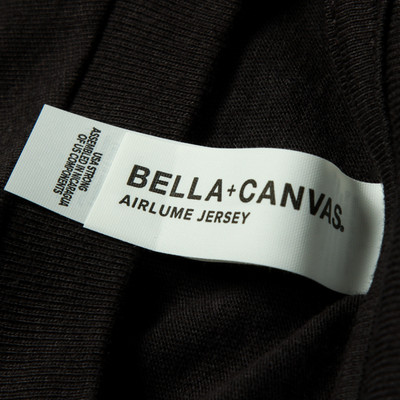 BELLA+CANVAS.
AIRLUME JERSEY
USA STRONG
ASSEMBLED IN NICARAGUA
OF US COMPONENTS